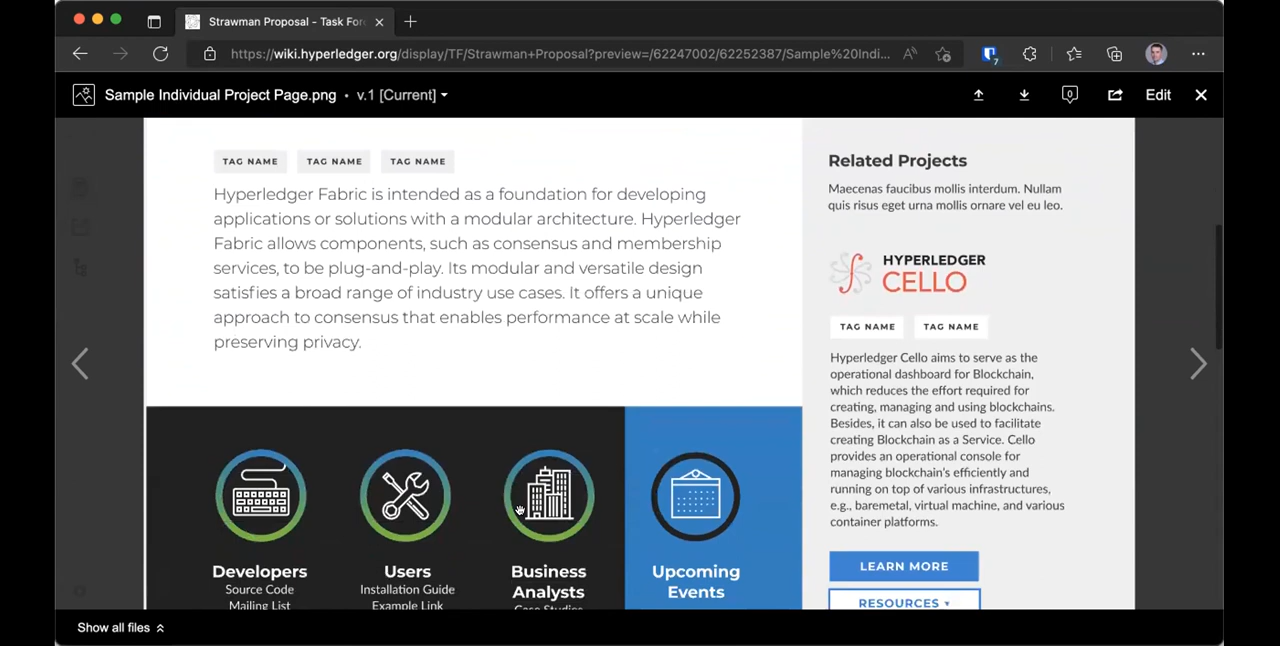 Strawman Proposal - Task For
https://wiki.hyperledger.org/display/TF/Strawman+Proposal?preview=/62247002/62252387/Sample%20Indi...
7
Sample Individual Project Page.png • v.1 [Current]
0
Edit
TAG NAME TAG NAME TAG NAME
Hyperledger Fabric is intended as a foundation for developing
applications or solutions with a modular architecture. Hyperledger
Fabric allows components, such as consensus and membership
services, to be plug-and-play. Its modular and versatile design
satisfies a broad range of industry use cases. It offers a unique
approach to consensus that enables performance at scale while
preserving privacy.
Developers
Source Code
Mailing List
Users
Installation Guide
Example Link
Business
Analysts
Case Studies
Upcoming
Events
Related Projects
Maecenas faucibus mollis interdum. Nullam
quis risus eget urna mollis ornare vel eu leo.
HYPERLEDGER
CELLO
TAG NAME TAG NAME
Hyperledger Cello aims to serve as the
operational dashboard for Blockchain,
which reduces the effort required for
creating, managing and using blockchains.
Besides, it can also be used to facilitate
creating Blockchain as a Service. Cello
provides an operational console for
managing blockchain's efficiently and
running on top of various infrastructures,
e.g., baremetal, virtual machine, and various
container platforms.
LEARN MORE
RESOURCES
Show all files